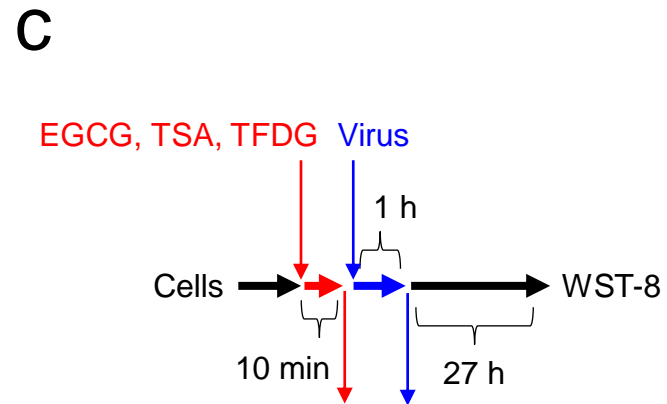 C
EGCG, TSA, TFDG Virus
1 h
Cells WST-8
10 min 27 h